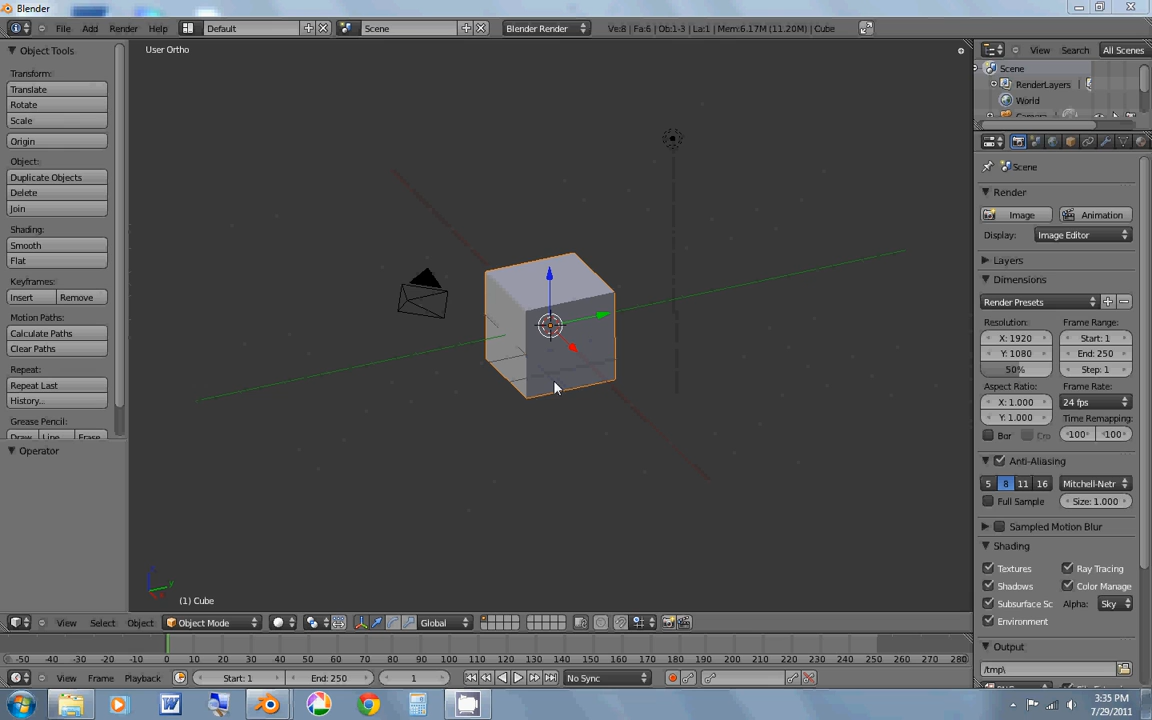 Blender
File Add Render Help Default Scene Blender Render Ve:8 | Fa:6 | Ob:1-3 | La:1 | Mem:6.17M (11.20M) | Cube
Object Tools
Transform:
Translate
Rotate
Scale
Origin
Object:
Duplicate Objects
Delete
Join
Shading:
Smooth
Flat
Keyframes:
Insert Remove
Motion Paths:
Calculate Paths
Clear Paths
Repeat:
Repeat Last
History...
Grease Pencil:
Draw Line Erase
Operator
User Ortho
(1) Cube
View Select Object Object Mode Global
-50 -40 -30 -20 -10 0 10 20 30 40 50 60 70 80 90 100 110 120 130 140 150 160 170 180 190 200 210 220 230 240 250 260 270 280
View Frame Playback Start: 1 End: 250 1 No Sync
View Search All Scenes
Scene
RenderLayers |
World
Camera
Scene
Render
Image Animation
Display: Image Editor
Layers
Dimensions
Render Presets
Resolution: Frame Range:
X: 1920 Start: 1
Y: 1080 End: 250
50% Step: 1
Aspect Ratio: Frame Rate:
X: 1.000 24 fps
Y: 1.000 Time Remapping:
Bor Cro 100 100
Anti-Aliasing
5 8 11 16 Mitchell-Netr
Full Sample Size: 1.000
Sampled Motion Blur
Shading
Textures Ray Tracing
Shadows Color Manage
Subsurface Sc Alpha: Sky
Environment
Output
/tmp\
3:35 PM
7/29/2011